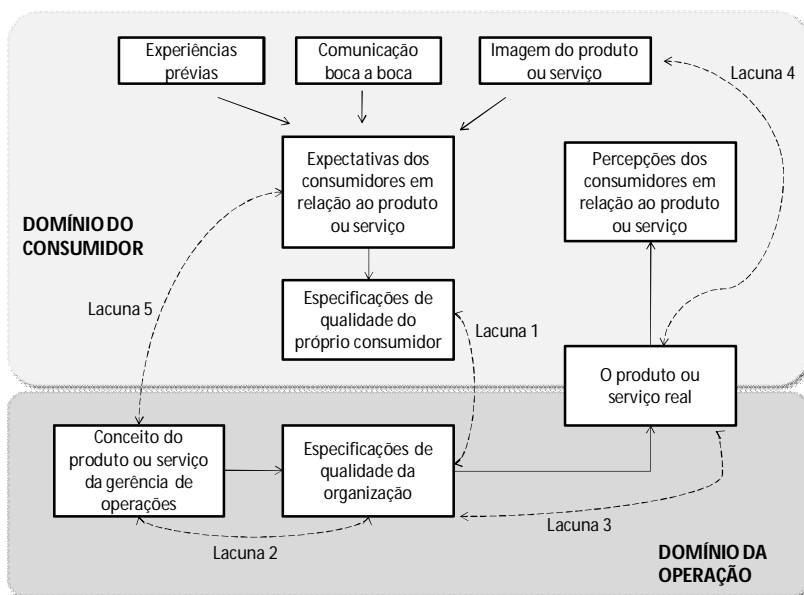 Experiências
prévias
Comunicação
boca a boca
Imagem do produto
ou serviço
Lacuna 4
Expectativas dos
consumidores em
relação ao produto
ou serviço
Percepções dos
consumidores em
relação ao produto
ou serviço
DOMÍNIO DO
CONSUMIDOR
Lacuna 5
Especificações de
qualidade do
próprio consumidor
Lacuna 1
O produto ou
serviço real
Conceito do
produto ou serviço
da gerência de
operações
Especificações de
qualidade da
organização
Lacuna 2
Lacuna 3
DOMÍNIO DA
OPERAÇÃO